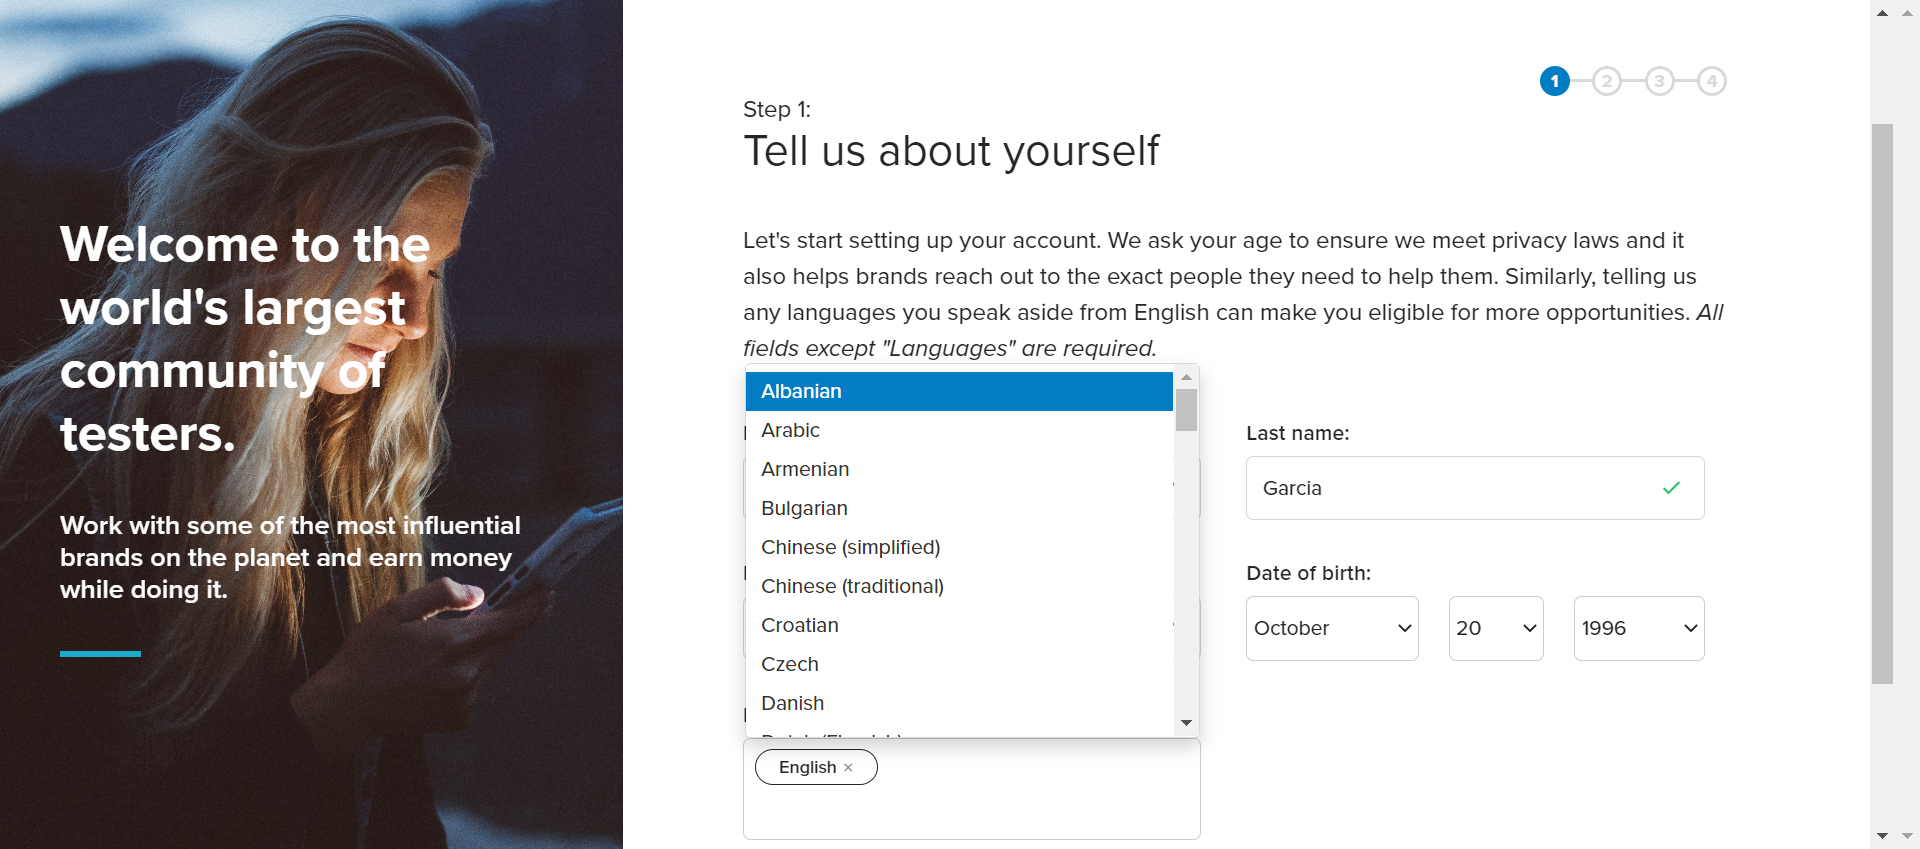 Welcome to the
world's largest
community of
testers.
Work with some of the most influential
brands on the planet and earn money
while doing it.
1
2
3
4
Step 1:
Tell us about yourself
Let's start setting up your account. We ask your age to ensure we meet privacy laws and it
also helps brands reach out to the exact people they need to help them. Similarly, telling us
any languages you speak aside from English can make you eligible for more opportunities. All
fields except "Languages" are required.
Albanian
Arabic
Armenian
Bulgarian
Chinese (simplified)
Chinese (traditional)
Croatian
Czech
Danish
English ×
Last name:
Garcia
Date of birth:
October
20
1996